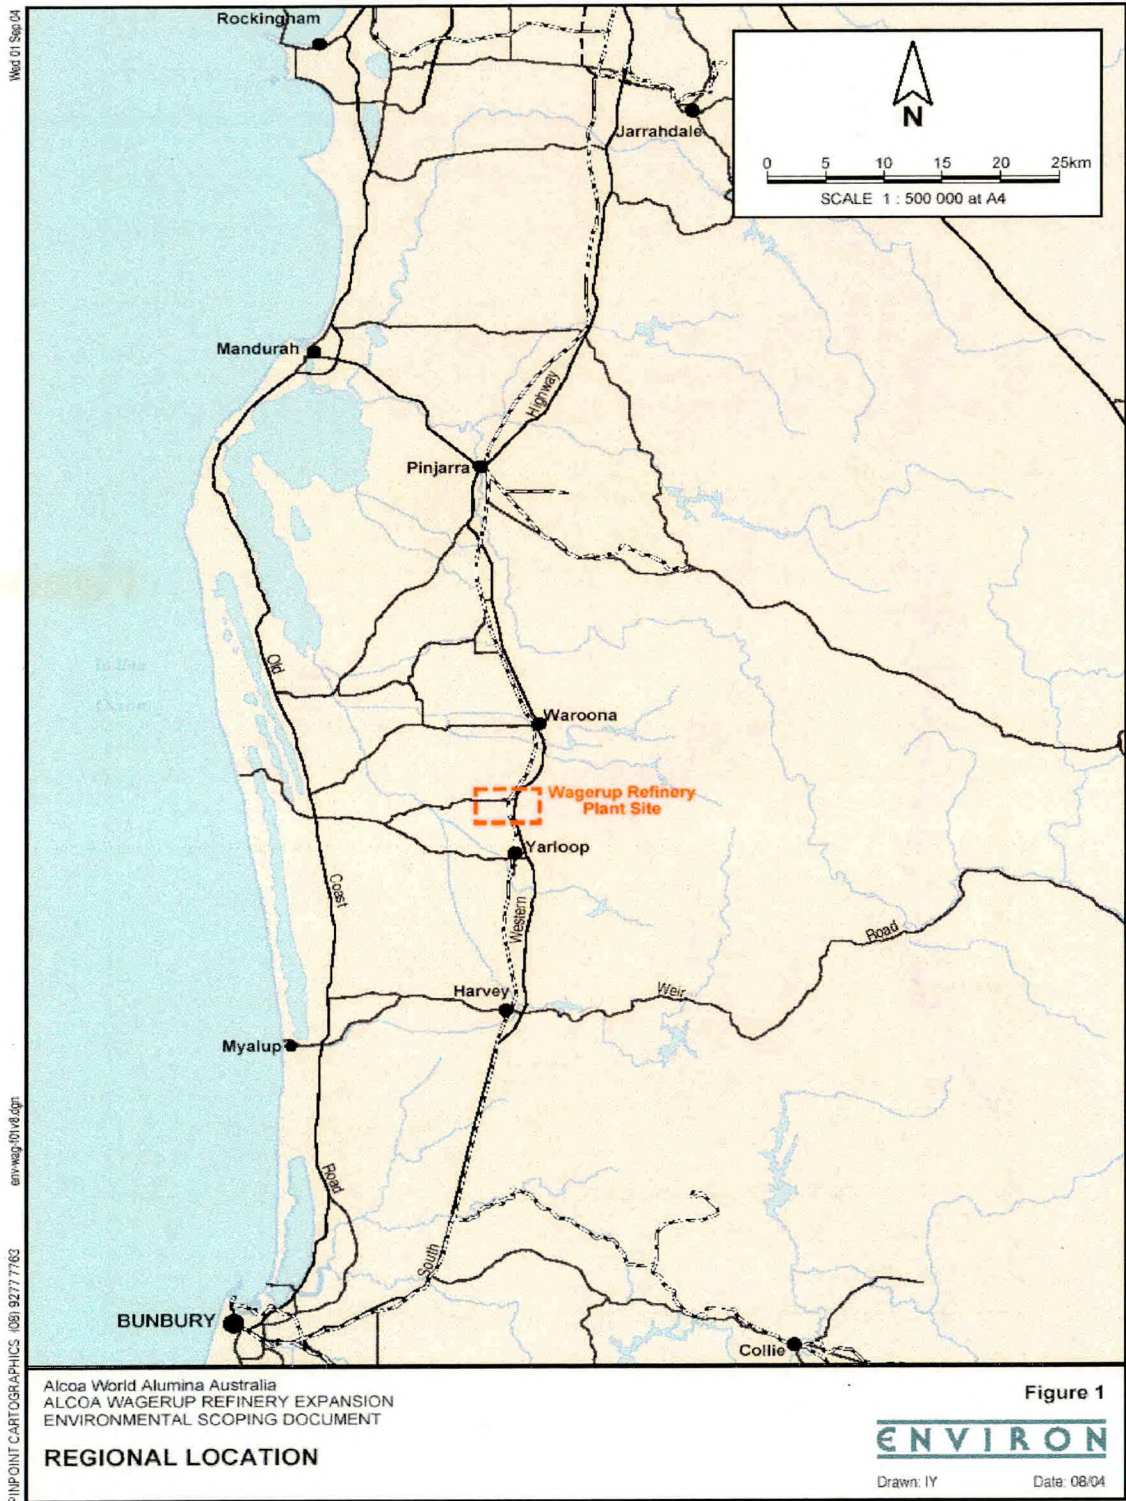 Wed 01 Sep 04
Rockingham
Jarrahdale
N
0 5 10 15 20 25km
SCALE 1 : 500 000 at A4
Mandurah
Highway
Pinjarra
Old
Waroona
Wagerup Refinery
Plant Site
Yarloop
Coast
Western
Road
Harvey
Weir
Myalup
Road
South
BUNBURY
Collie
env-wag-f01v8.dgn
PINPOINT CARTOGRAPHICS (08) 9277 7763
Alcoa World Alumina Australia
ALCOA WAGERUP REFINERY EXPANSION
ENVIRONMENTAL SCOPING DOCUMENT
REGIONAL LOCATION
Figure 1
ENVIRON
Drawn: IY Date: 08/04